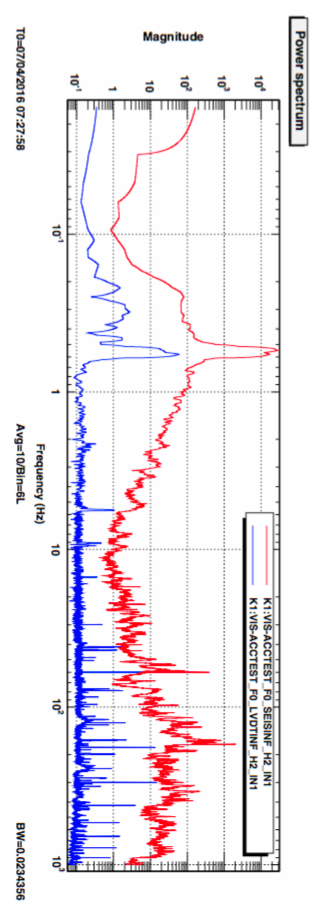 Power spectrum
Magnitude
10⁴
10³
10²
10
1
10⁻¹
10⁻¹
1
10
10²
10³
K1:VIS-ACCTEST_F0_SEISINF_H2_IN1
K1:VIS-ACCTEST_F0_LVDTINF_H2_IN1
Frequency (Hz)
T0=07/04/2016 07:27:58
Avg=10/Bin=6L
BW=0.0234356